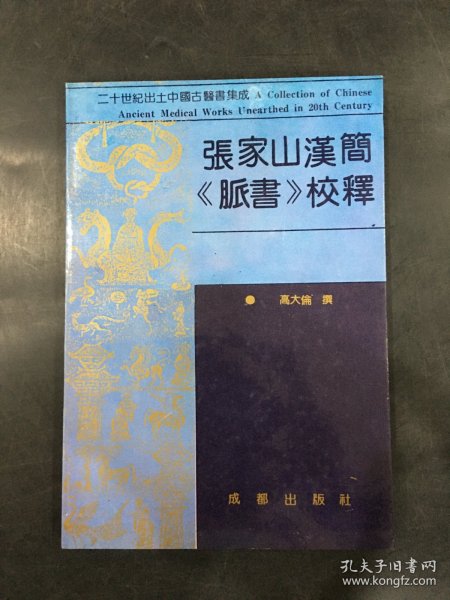 二十世紀出土中國古醫書集成 A Collection of Chinese
Ancient Medical Works Unearthed in 20th Century
張家山漢簡
《脈書》校釋
高大倫 撰
成都出版社
孔夫子旧书网
www.kongfz.com